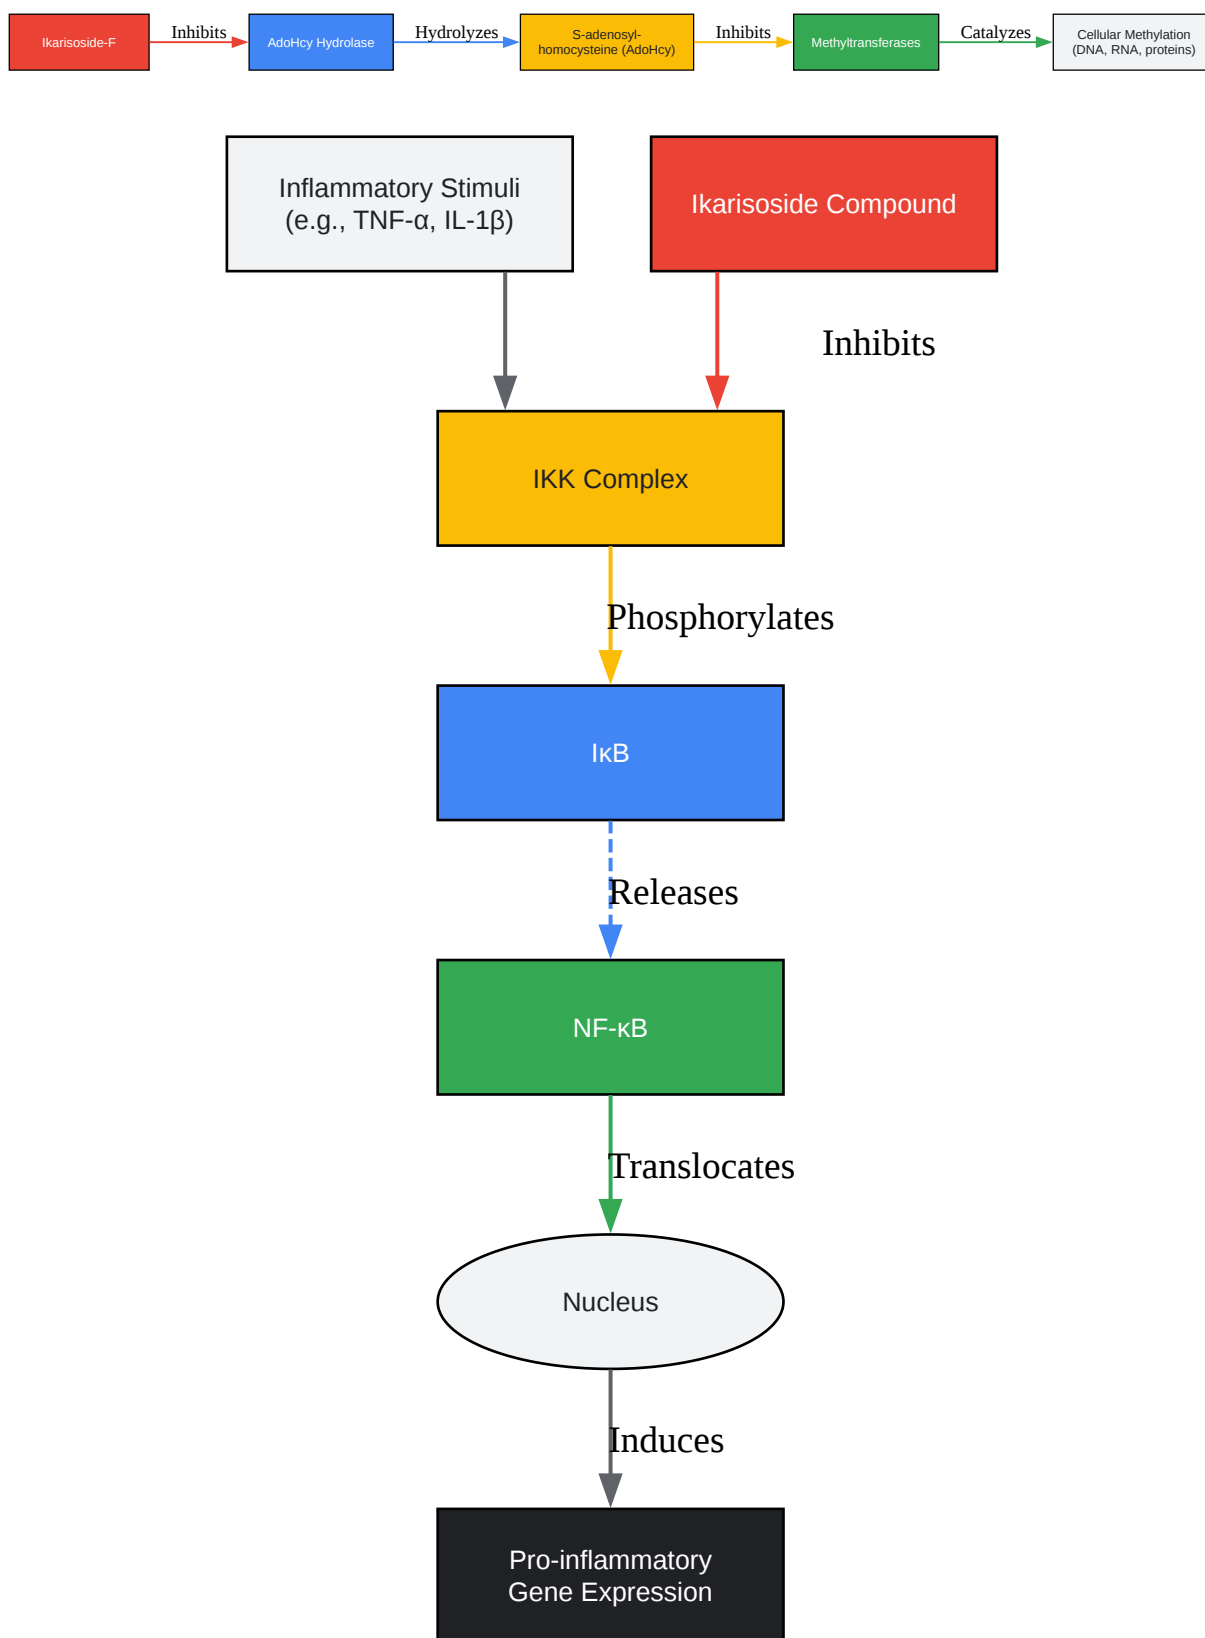 Ikarisoside-F
Inhibits
AdoHcy Hydrolase
Hydrolyzes
S-adenosyl-
homocysteine (AdoHcy)
Inhibits
Methyltransferases
Catalyzes
Cellular Methylation
(DNA, RNA, proteins)
Inflammatory Stimuli
(e.g., TNF-α, IL-1β)
Ikarisoside Compound
Inhibits
IKK Complex
Phosphorylates
IκB
Releases
NF-κB
Translocates
Nucleus
Induces
Pro-inflammatory
Gene Expression